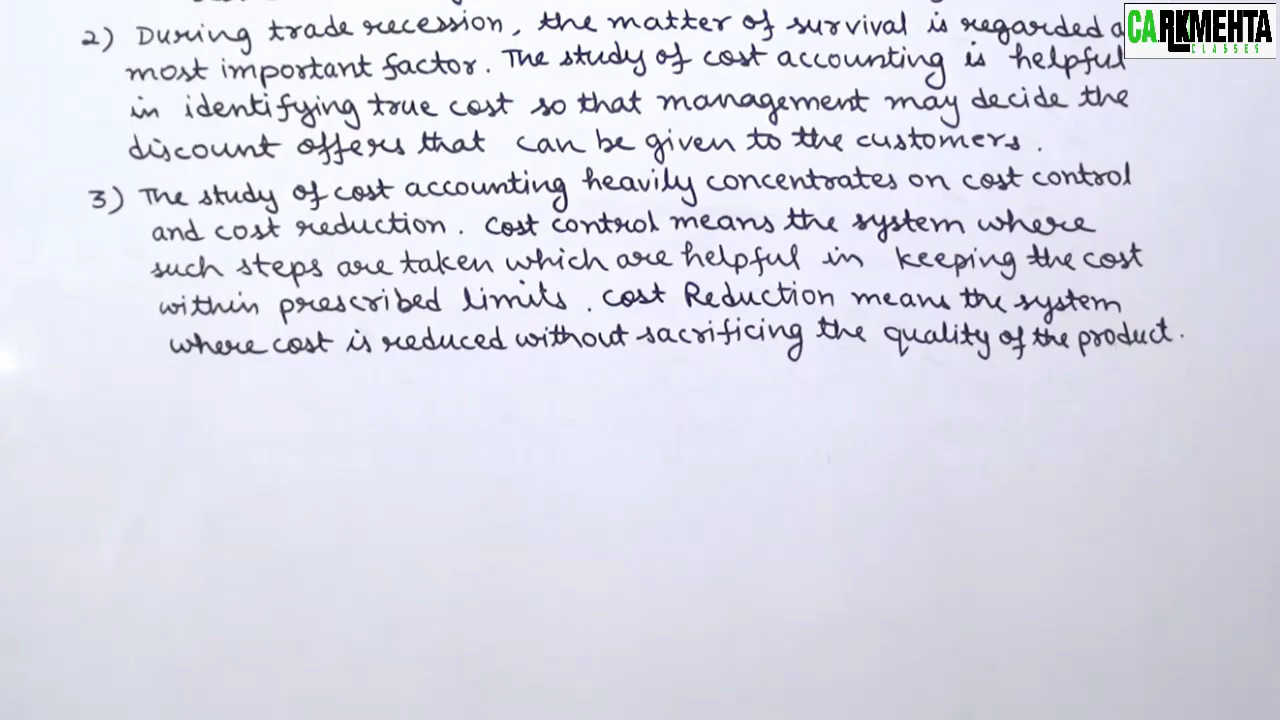 2) During trade recession, the matter of survival is regarded a
most important factor. The study of cost accounting is helpful
in identifying true cost so that management may decide the
discount offers that can be given to the customers.
3) The study of cost accounting heavily concentrates on cost control
and cost reduction. Cost control means the system where
such steps are taken which are helpful in keeping the cost
within prescribed limits. Cost Reduction means the system
where cost is reduced without sacrificing the quality of the product.
CARKMEHTA
CLASSES